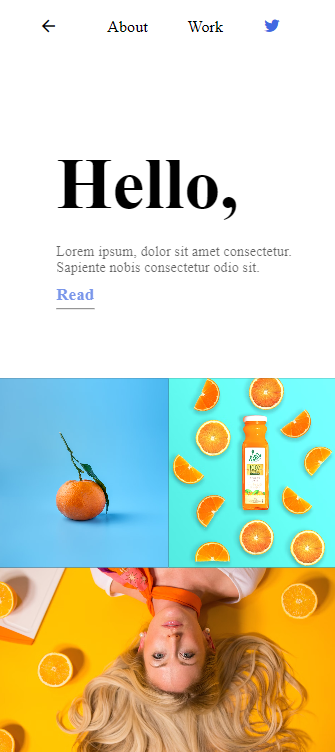 About Work
Hello,
Lorem ipsum, dolor sit amet consectetur.
Sapiente nobis consectetur odio sit.
Read